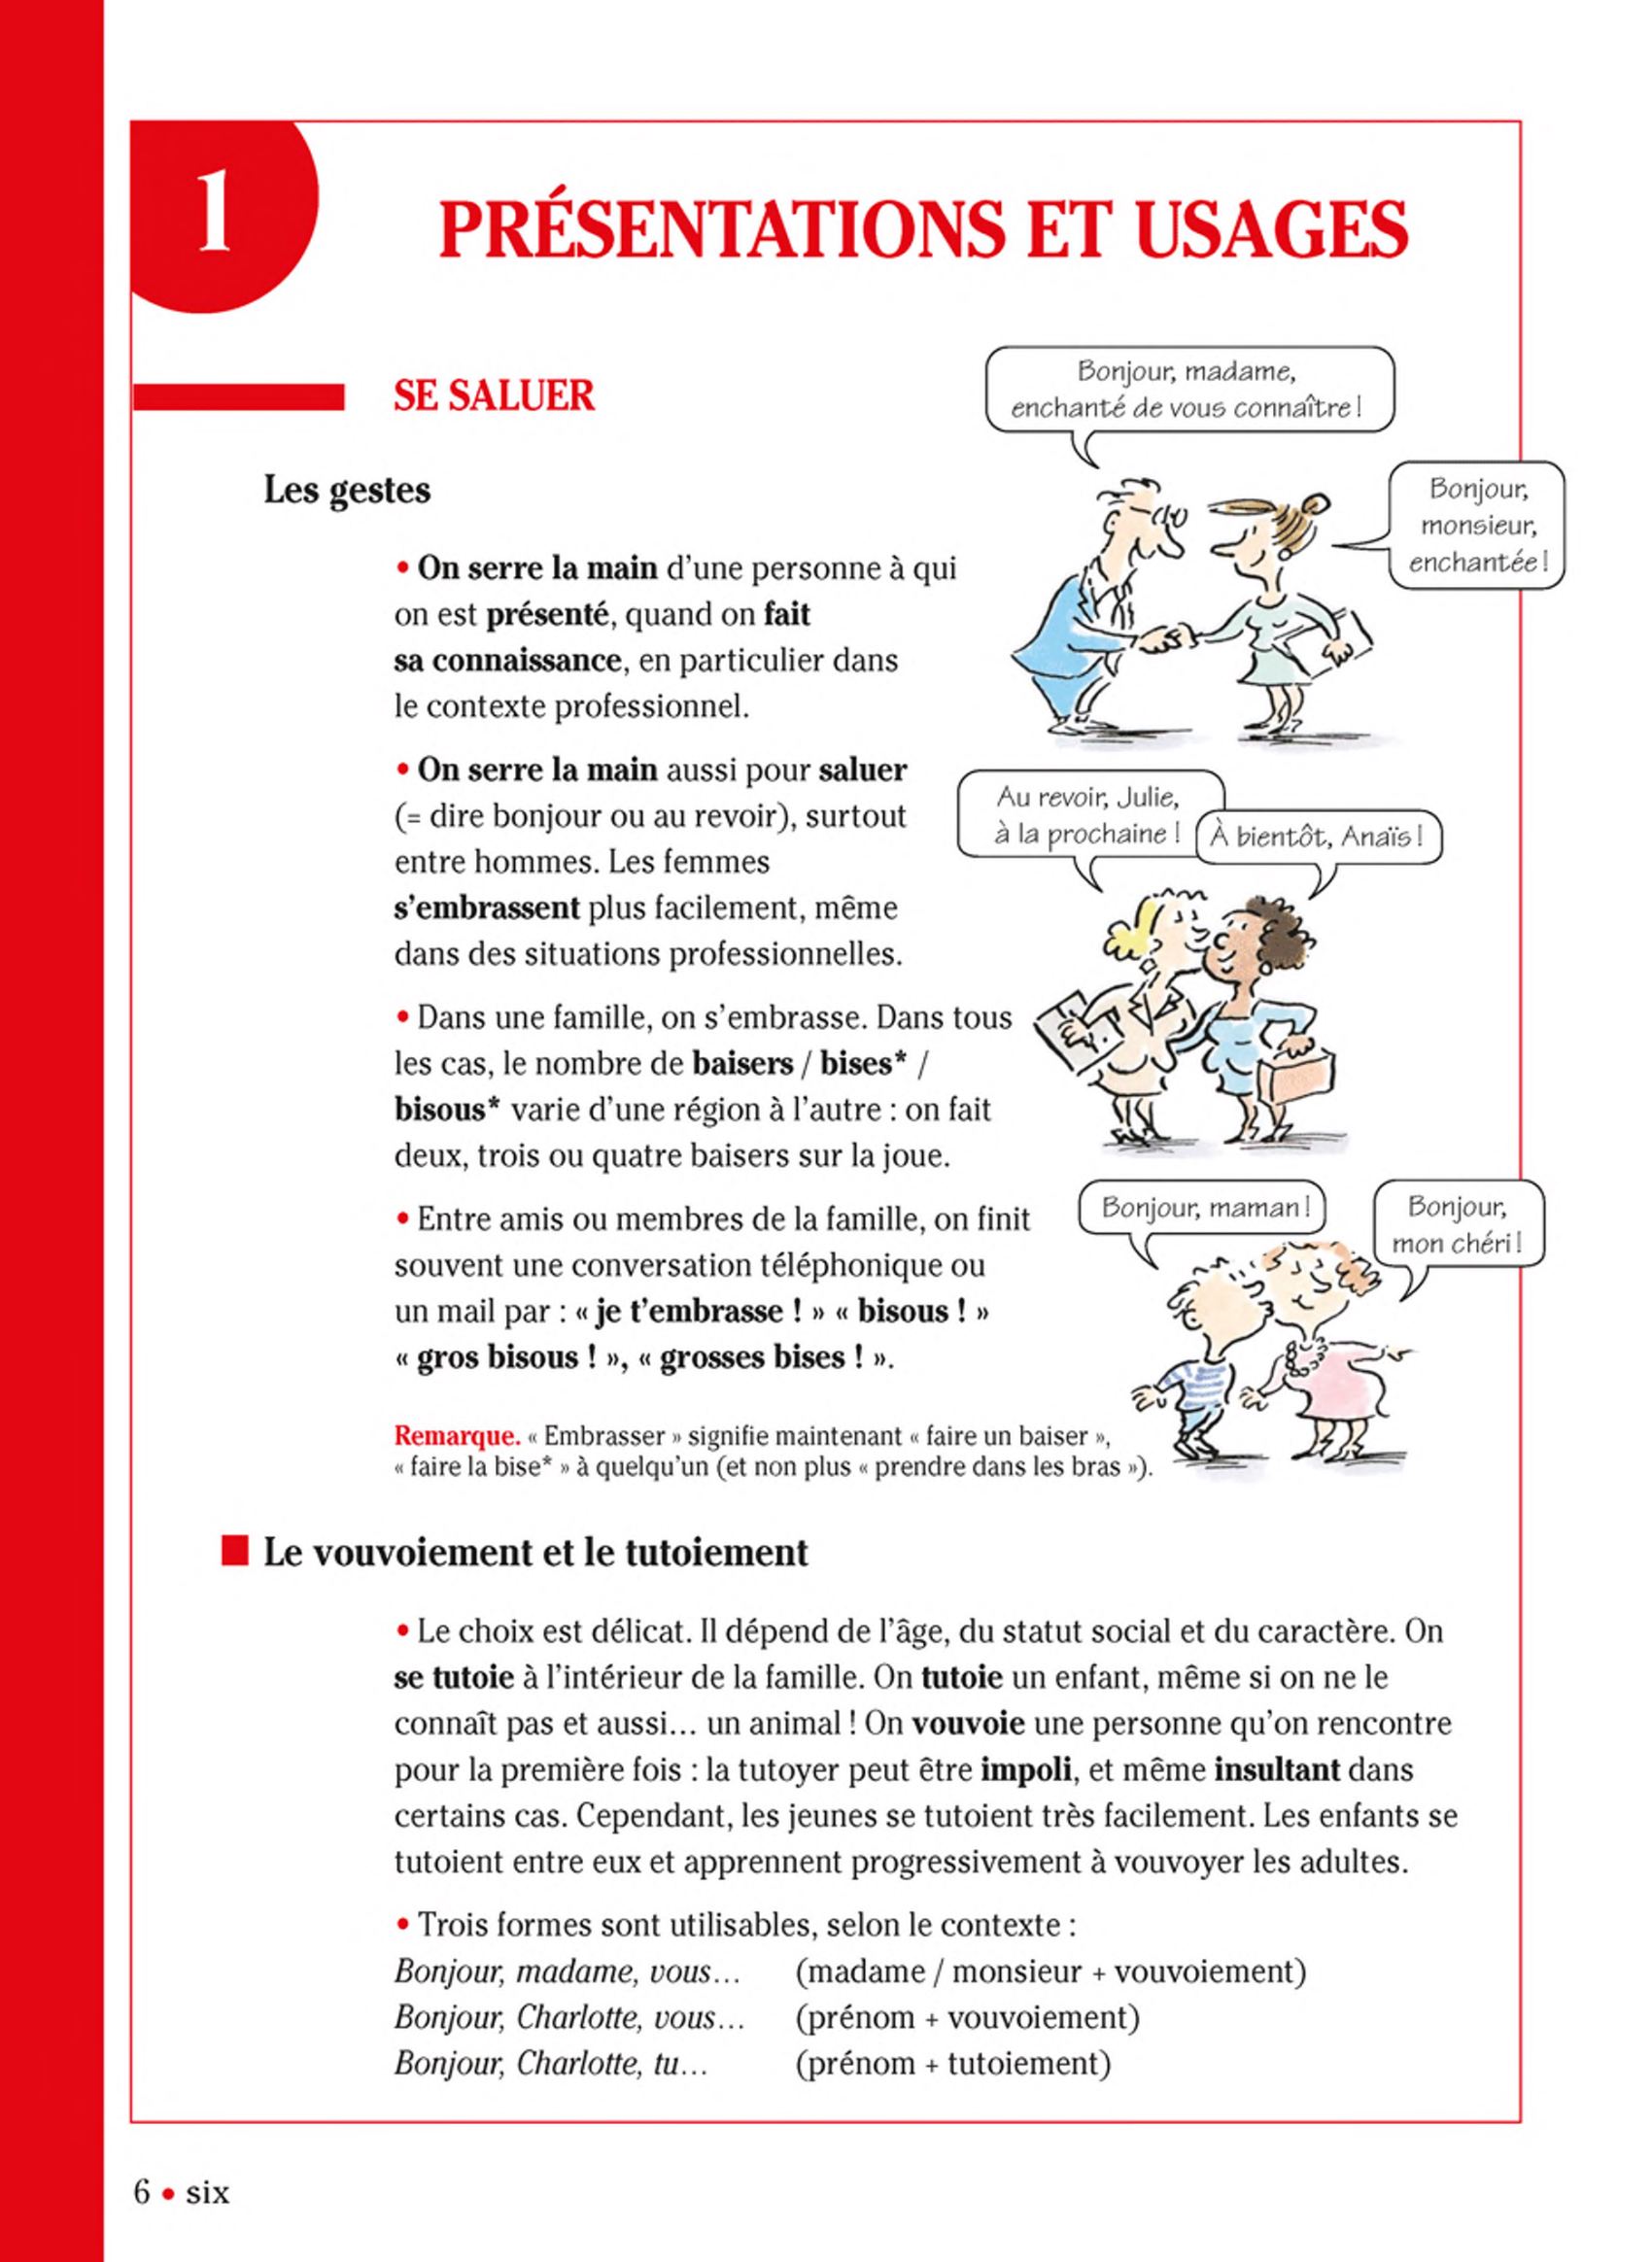 1
PRÉSENTATIONS ET USAGES
SE SALUER
Bonjour, madame,
enchanté de vous connaître !
Bonjour,
monsieur,
enchantée !
Les gestes
• On serre la main d'une personne à qui
on est présenté, quand on fait
sa connaissance, en particulier dans
le contexte professionnel.
• On serre la main aussi pour saluer
(= dire bonjour ou au revoir), surtout
entre hommes. Les femmes
s'embrassent plus facilement, même
dans des situations professionnelles.
Au revoir, Julie,
à la prochaine !
À bientôt, Anaïs !
• Dans une famille, on s'embrasse. Dans tous
les cas, le nombre de baisers / bises* /
bisous* varie d'une région à l'autre : on fait
deux, trois ou quatre baisers sur la joue.
• Entre amis ou membres de la famille, on finit
souvent une conversation téléphonique ou
un mail par : « je t'embrasse ! » « bisous ! »
« gros bisous ! », « grosses bises ! ».
Bonjour, maman !
Bonjour,
mon chéri !
Remarque. « Embrasser » signifie maintenant « faire un baiser »,
« faire la bise* » à quelqu'un (et non plus « prendre dans les bras »).
Le vouvoiement et le tutoiement
• Le choix est délicat. Il dépend de l'âge, du statut social et du caractère. On
se tutoie à l'intérieur de la famille. On tutoie un enfant, même si on ne le
connaît pas et aussi... un animal ! On vouvoie une personne qu'on rencontre
pour la première fois : la tutoyer peut être impoli, et même insultant dans
certains cas. Cependant, les jeunes se tutoient très facilement. Les enfants se
tutoient entre eux et apprennent progressivement à vouvoyer les adultes.
• Trois formes sont utilisables, selon le contexte :
Bonjour, madame, vous... (madame / monsieur + vouvoiement)
Bonjour, Charlotte, vous... (prénom + vouvoiement)
Bonjour, Charlotte, tu... (prénom + tutoiement)
6 • six